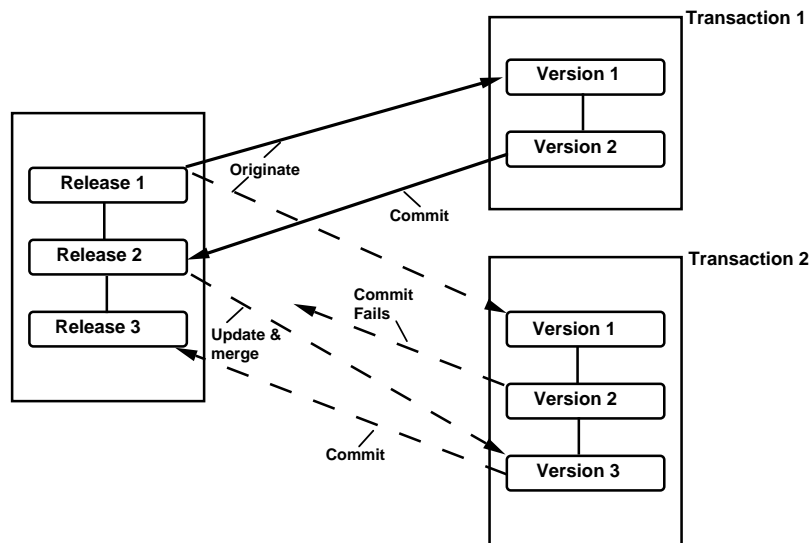 Transaction 1
Version 1
Version 2
Release 1
Originate
Commit
Release 2
Transaction 2
Commit
Fails
Release 3
Update &
merge
Version 1
Version 2
Commit
Version 3